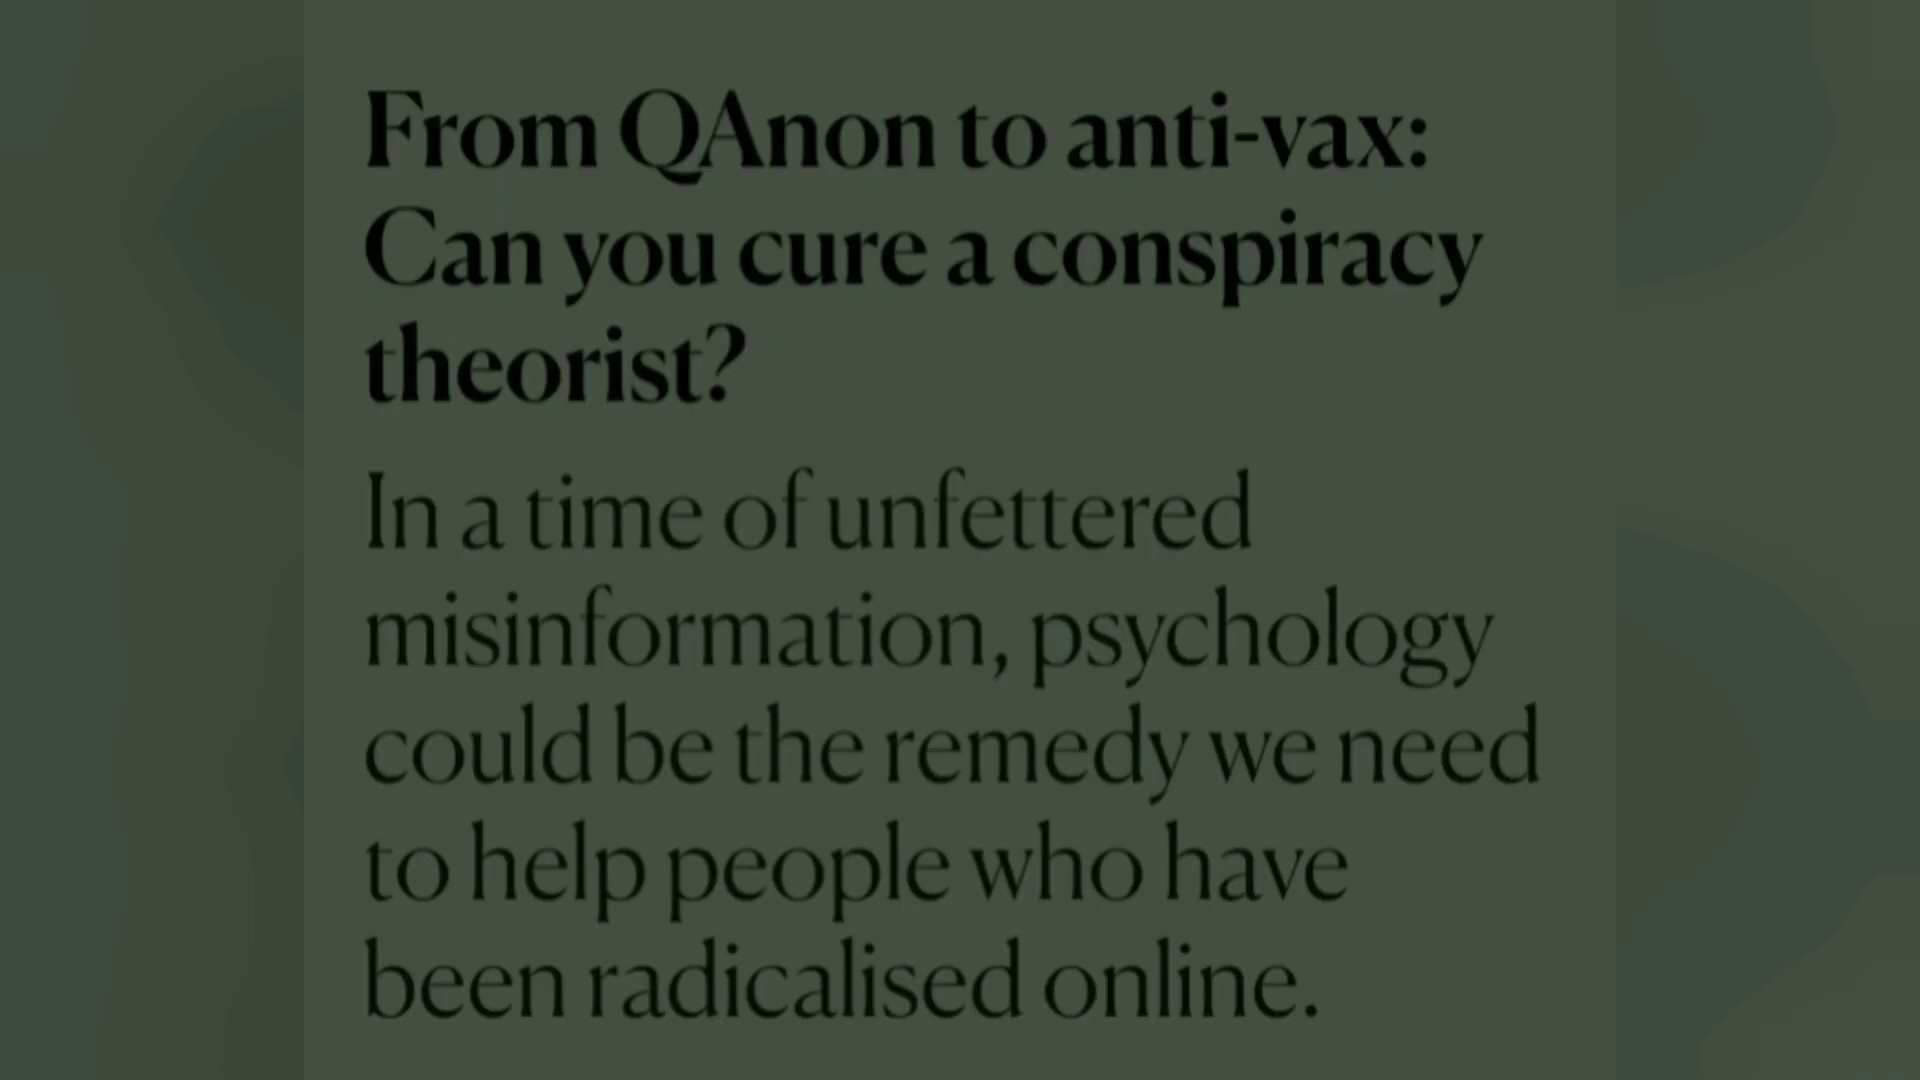 From QAnon to anti-vax:
Can you cure a conspiracy
theorist?
In a time of unfettered
misinformation, psychology
could be the remedy we need
to help people who have
been radicalised online.